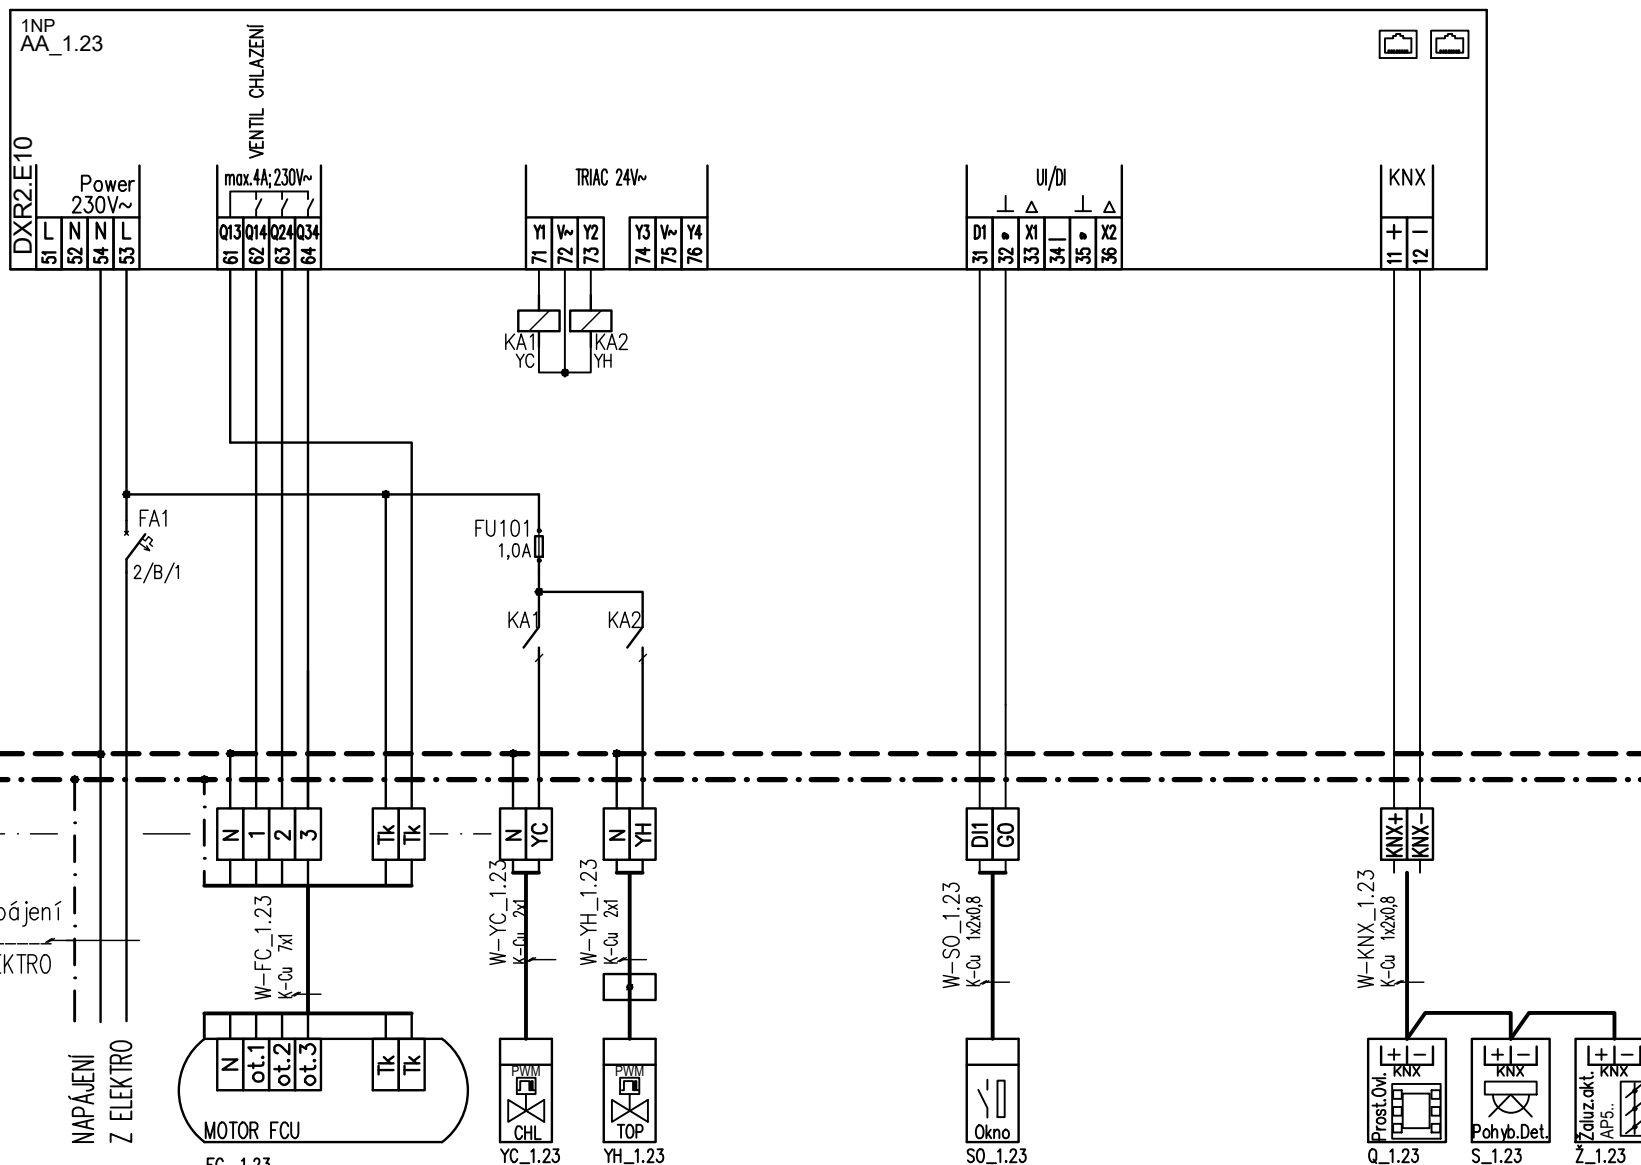 1NP
AA_1.23
DXR2.E10
VENTIL CHLAZENÍ
Power
230V~
max.4A;230V~
TRIAC 24V~
UI/DI
KNX
L N N L
51 52 54 53
Q13 Q14 Q24 Q34
61 62 63 64
Y1 V~ Y2
71 72 73
Y3 V~ Y4
74 75 76
D1 X1 X2
31 32 33 34 35 36
+ −
11 12
KA1
YC
KA2
YH
FA1
2/B/1
FU101
1,0A
KA1
KA2
N 1 2 3
Tk Tk
N YC
N YH
DI1 GO
KNX+ KNX-
pájení
EKTRO
W-FC_1.23
K-Cu 7x1
W-YC_1.23
K-Cu 2x1
W-YH_1.23
K-Cu 2x1
W-SO_1.23
K-Cu 1x2x0,8
W-KNX_1.23
K-Cu 1x2x0,8
NAPÁJENÍ
Z ELEKTRO
N ot.1 ot.2 ot.3
Tk Tk
MOTOR FCU
FC_1.23
PWM
CHL
YC_1.23
PWM
TOP
YH_1.23
Okno
SO_1.23
+ −
KNX
Prost.Ovl.
Q_1.23
+ −
KNX
Pohyb.Det.
S_1.23
+ −
KNX
Žaluz.akt.
AP5..
Ž_1.23